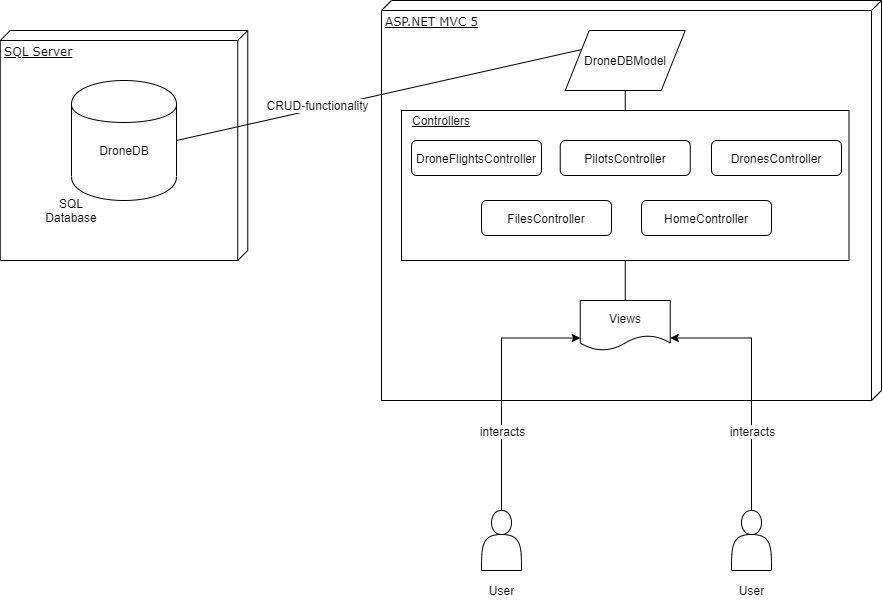 SQL Server
DroneDB
SQL
Database
CRUD-functionality
ASP.NET MVC 5
DroneDBModel
Controllers
DroneFlightsController
PilotsController
DronesController
FilesController
HomeController
Views
interacts
interacts
User
User